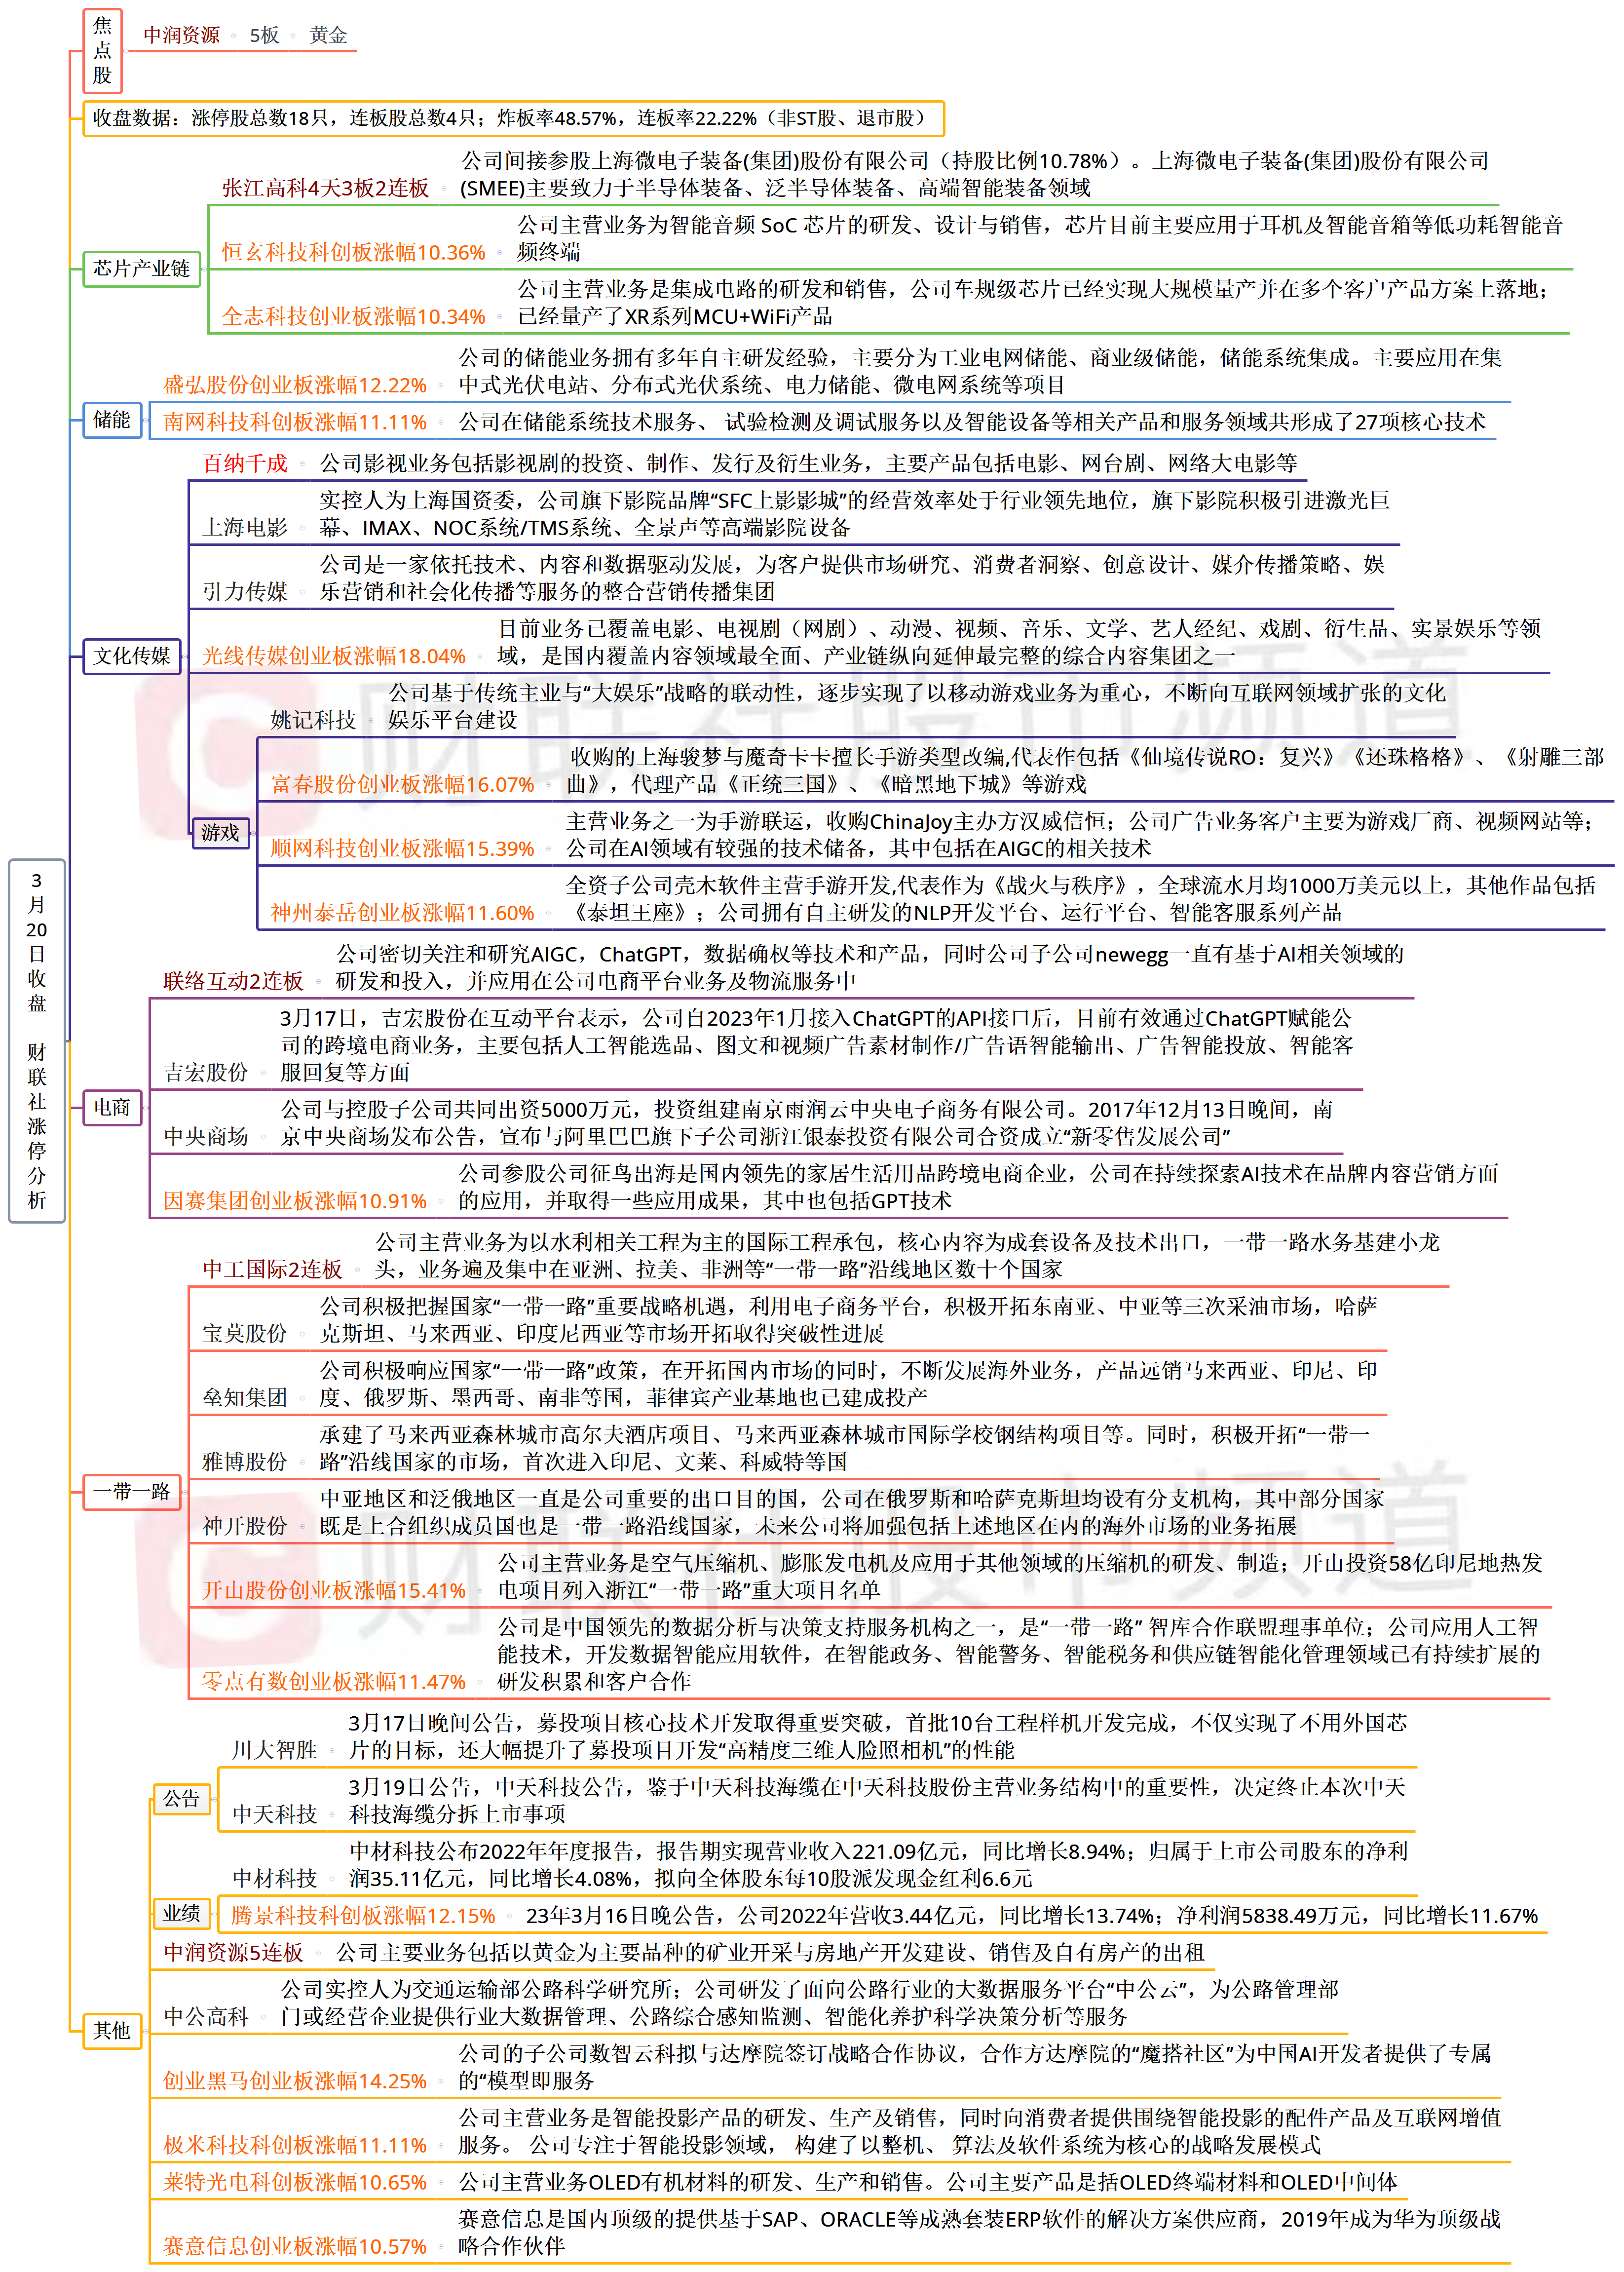 3月20日收盘 财联社涨停分析
焦点股
中润资源 5板 黄金
收盘数据：涨停股总数18只，连板股总数4只；炸板率48.57%，连板率22.22%（非ST股、退市股）
芯片产业链
张江高科4天3板2连板
公司间接参股上海微电子装备(集团)股份有限公司（持股比例10.78%）。上海微电子装备(集团)股份有限公司
(SMEE)主要致力于半导体装备、泛半导体装备、高端智能装备领域
恒玄科技科创板涨幅10.36%
公司主营业务为智能音频 SoC 芯片的研发、设计与销售，芯片目前主要应用于耳机及智能音箱等低功耗智能音
频终端
全志科技创业板涨幅10.34%
公司主营业务是集成电路的研发和销售，公司车规级芯片已经实现大规模量产并在多个客户产品方案上落地；
已经量产了XR系列MCU+WiFi产品
储能
盛弘股份创业板涨幅12.22%
公司的储能业务拥有多年自主研发经验，主要分为工业电网储能、商业级储能，储能系统集成。主要应用在集
中式光伏电站、分布式光伏系统、电力储能、微电网系统等项目
南网科技科创板涨幅11.11%
公司在储能系统技术服务、 试验检测及调试服务以及智能设备等相关产品和服务领域共形成了27项核心技术
文化传媒
百纳千成
公司影视业务包括影视剧的投资、制作、发行及衍生业务，主要产品包括电影、网台剧、网络大电影等
上海电影
实控人为上海国资委，公司旗下影院品牌“SFC上影影城”的经营效率处于行业领先地位，旗下影院积极引进激光巨
幕、IMAX、NOC系统/TMS系统、全景声等高端影院设备
引力传媒
公司是一家依托技术、内容和数据驱动发展，为客户提供市场研究、消费者洞察、创意设计、媒介传播策略、娱
乐营销和社会化传播等服务的整合营销传播集团
光线传媒创业板涨幅18.04%
目前业务已覆盖电影、电视剧（网剧）、动漫、视频、音乐、文学、艺人经纪、戏剧、衍生品、实景娱乐等领
域，是国内覆盖内容领域最全面、产业链纵向延伸最完整的综合内容集团之一
游戏
姚记科技
公司基于传统主业与“大娱乐”战略的联动性，逐步实现了以移动游戏业务为重心，不断向互联网领域扩张的文化
娱乐平台建设
富春股份创业板涨幅16.07%
收购的上海骏梦与魔奇卡卡擅长手游类型改编,代表作包括《仙境传说RO：复兴》《还珠格格》、《射雕三部
曲》，代理产品《正统三国》、《暗黑地下城》等游戏
顺网科技创业板涨幅15.39%
主营业务之一为手游联运，收购ChinaJoy主办方汉威信恒；公司广告业务客户主要为游戏厂商、视频网站等；
公司在AI领域有较强的技术储备，其中包括在AIGC的相关技术
神州泰岳创业板涨幅11.60%
全资子公司壳木软件主营手游开发,代表作为《战火与秩序》，全球流水月均1000万美元以上，其他作品包括
《泰坦王座》；公司拥有自主研发的NLP开发平台、运行平台、智能客服系列产品
电商
联络互动2连板
公司密切关注和研究AIGC，ChatGPT，数据确权等技术和产品，同时公司子公司newegg一直有基于AI相关领域的
研发和投入，并应用在公司电商平台业务及物流服务中
吉宏股份
3月17日，吉宏股份在互动平台表示，公司自2023年1月接入ChatGPT的API接口后，目前有效通过ChatGPT赋能公
司的跨境电商业务，主要包括人工智能选品、图文和视频广告素材制作/广告语智能输出、广告智能投放、智能客
服回复等方面
中央商场
公司与控股子公司共同出资5000万元，投资组建南京雨润云中央电子商务有限公司。2017年12月13日晚间，南
京中央商场发布公告，宣布与阿里巴巴旗下子公司浙江银泰投资有限公司合资成立“新零售发展公司”
因赛集团创业板涨幅10.91%
公司参股公司征鸟出海是国内领先的家居生活用品跨境电商企业，公司在持续探索AI技术在品牌内容营销方面
的应用，并取得一些应用成果，其中也包括GPT技术
一带一路
中工国际2连板
公司主营业务为以水利相关工程为主的国际工程承包，核心内容为成套设备及技术出口，一带一路水务基建小龙
头，业务遍及集中在亚洲、拉美、非洲等“一带一路”沿线地区数十个国家
宝莫股份
公司积极把握国家“一带一路”重要战略机遇，利用电子商务平台，积极开拓东南亚、中亚等三次采油市场，哈萨
克斯坦、马来西亚、印度尼西亚等市场开拓取得突破性进展
垒知集团
公司积极响应国家“一带一路”政策，在开拓国内市场的同时，不断发展海外业务，产品远销马来西亚、印尼、印
度、俄罗斯、墨西哥、南非等国，菲律宾产业基地也已建成投产
雅博股份
承建了马来西亚森林城市高尔夫酒店项目、马来西亚森林城市国际学校钢结构项目等。同时，积极开拓“一带一
路”沿线国家的市场，首次进入印尼、文莱、科威特等国
神开股份
中亚地区和泛俄地区一直是公司重要的出口目的国，公司在俄罗斯和哈萨克斯坦均设有分支机构，其中部分国家
既是上合组织成员国也是一带一路沿线国家，未来公司将加强包括上述地区在内的海外市场的业务拓展
开山股份创业板涨幅15.41%
公司主营业务是空气压缩机、膨胀发电机及应用于其他领域的压缩机的研发、制造；开山投资58亿印尼地热发
电项目列入浙江“一带一路”重大项目名单
零点有数创业板涨幅11.47%
公司是中国领先的数据分析与决策支持服务机构之一，是“一带一路” 智库合作联盟理事单位；公司应用人工智
能技术，开发数据智能应用软件，在智能政务、智能警务、智能税务和供应链智能化管理领域已有持续扩展的
研发积累和客户合作
其他
公告
川大智胜
3月17日晚间公告，募投项目核心技术开发取得重要突破，首批10台工程样机开发完成，不仅实现了不用外国芯
片的目标，还大幅提升了募投项目开发“高精度三维人脸照相机”的性能
中天科技
3月19日公告，中天科技公告，鉴于中天科技海缆在中天科技股份主营业务结构中的重要性，决定终止本次中天
科技海缆分拆上市事项
业绩
中材科技
中材科技公布2022年年度报告，报告期实现营业收入221.09亿元，同比增长8.94%；归属于上市公司股东的净利
润35.11亿元，同比增长4.08%，拟向全体股东每10股派发现金红利6.6元
腾景科技科创板涨幅12.15%
23年3月16日晚公告，公司2022年营收3.44亿元，同比增长13.74%；净利润5838.49万元，同比增长11.67%
中润资源5连板
公司主要业务包括以黄金为主要品种的矿业开采与房地产开发建设、销售及自有房产的出租
中公高科
公司实控人为交通运输部公路科学研究所；公司研发了面向公路行业的大数据服务平台“中公云”，为公路管理部
门或经营企业提供行业大数据管理、公路综合感知监测、智能化养护科学决策分析等服务
创业黑马创业板涨幅14.25%
公司的子公司数智云科拟与达摩院签订战略合作协议，合作方达摩院的“魔搭社区”为中国AI开发者提供了专属
的“模型即服务
极米科技科创板涨幅11.11%
公司主营业务是智能投影产品的研发、生产及销售，同时向消费者提供围绕智能投影的配件产品及互联网增值
服务。 公司专注于智能投影领域， 构建了以整机、 算法及软件系统为核心的战略发展模式
莱特光电科创板涨幅10.65%
公司主营业务OLED有机材料的研发、生产和销售。公司主要产品是括OLED终端材料和OLED中间体
赛意信息创业板涨幅10.57%
赛意信息是国内顶级的提供基于SAP、ORACLE等成熟套装ERP软件的解决方案供应商，2019年成为华为顶级战
略合作伙伴
财联社股市频道
财联社股市频道